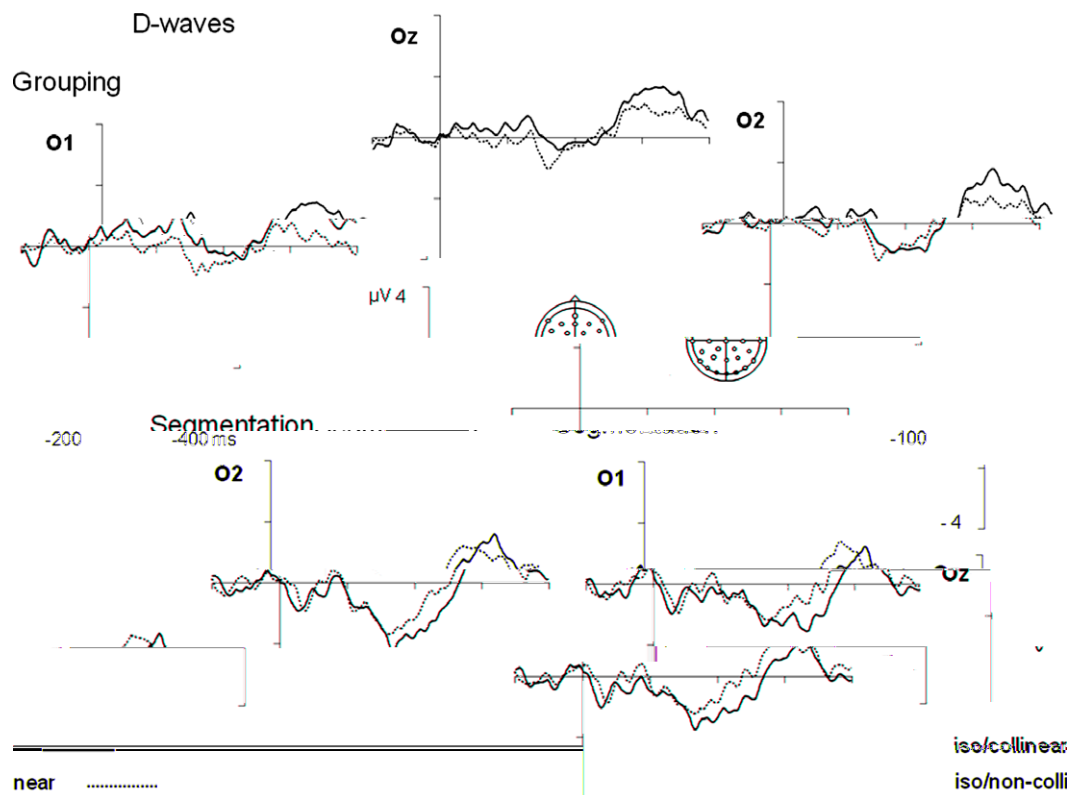 D-waves
Oz
Grouping
O1
O2
µV 4
Segmentation
-200
-400 ms
-100
O2
O1
- 4
Oz
iso/collinear
near
iso/non-colli